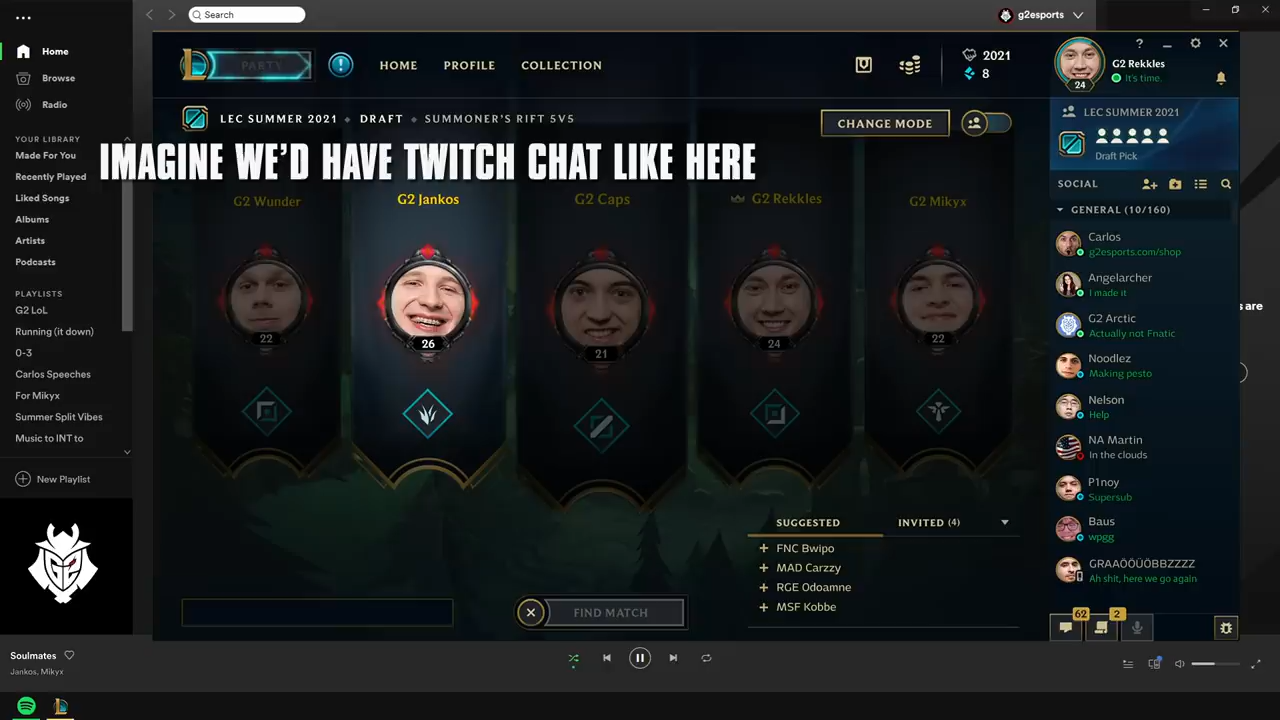 Search
g2esports
Home
Browse
Radio
YOUR LIBRARY
Made For You
Recently Played
Liked Songs
Albums
Artists
Podcasts
PLAYLISTS
G2 LoL
Running (it down)
0-3
Carlos Speeches
For Mikyx
Summer Split Vibes
Music to INT to
New Playlist
Soulmates
Jankos, Mikyx
PARTY
HOME
PROFILE
COLLECTION
2021
8
LEC SUMMER 2021 ◆ DRAFT ◆ SUMMONER'S RIFT 5V5
CHANGE MODE
IMAGINE WE'D HAVE TWITCH CHAT LIKE HERE
G2 Wunder
G2 Jankos
G2 Caps
G2 Rekkles
G2 Mikyx
22
26
21
24
22
SUGGESTED
INVITED (4)
+ FNC Bwipo
+ MAD Carzzy
+ RGE Odoamne
+ MSF Kobbe
FIND MATCH
G2 Rekkles
It's time.
24
LEC SUMMER 2021
Draft Pick
SOCIAL
GENERAL (10/160)
Carlos
g2esports.com/shop
Angelarcher
I made it
G2 Arctic
Actually not Fnatic
Noodlez
Making pesto
Nelson
Help
NA Martin
In the clouds
P1noy
Supersub
Baus
wpgg
GRAAÖÖÜÖBBZZZZ
Ah shit, here we go again
62
2
s are